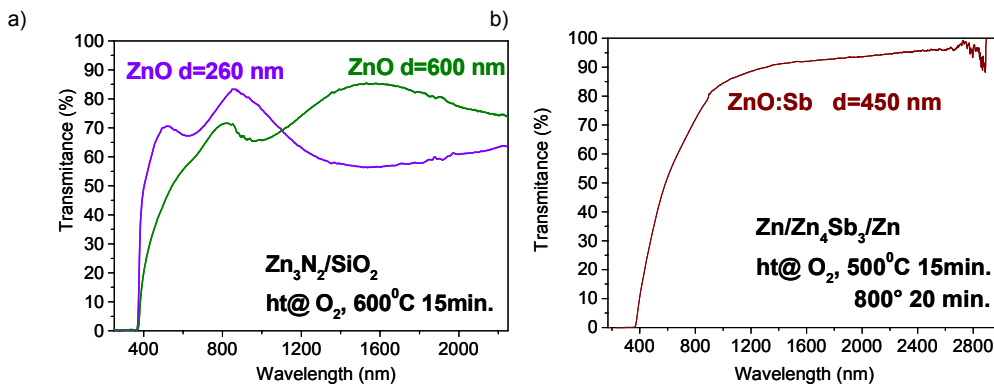 a)
100
90
80
70
60
50
40
30
20
10
0
Transmitance (%)
ZnO d=260 nm
ZnO d=600 nm
Zn₃N₂/SiO₂
ht@ O₂, 600⁰C 15min.
400 800 1200 1600 2000
Wavelength (nm)
b)
100
90
80
70
60
50
40
30
20
10
0
Transmitance (%)
ZnO:Sb d=450 nm
Zn/Zn₄Sb₃/Zn
ht@ O₂, 500⁰C 15min.
800° 20 min.
400 800 1200 1600 2000 2400 2800
Wavelength (nm)